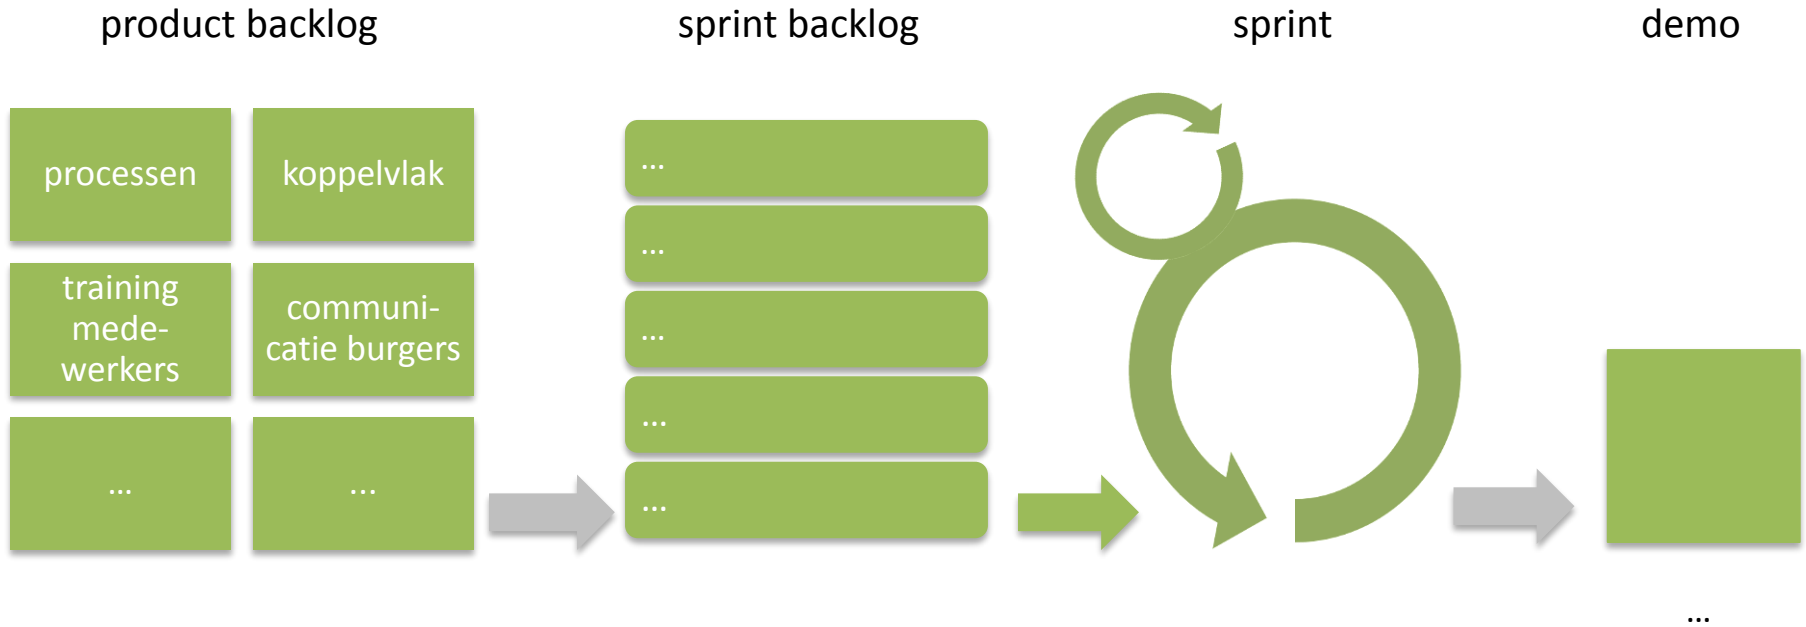 product backlog
sprint backlog
sprint
demo
processen
koppelvlak
training
mede-
werkers
communi-
catie burgers
...
...
...
...
...
...
...
...